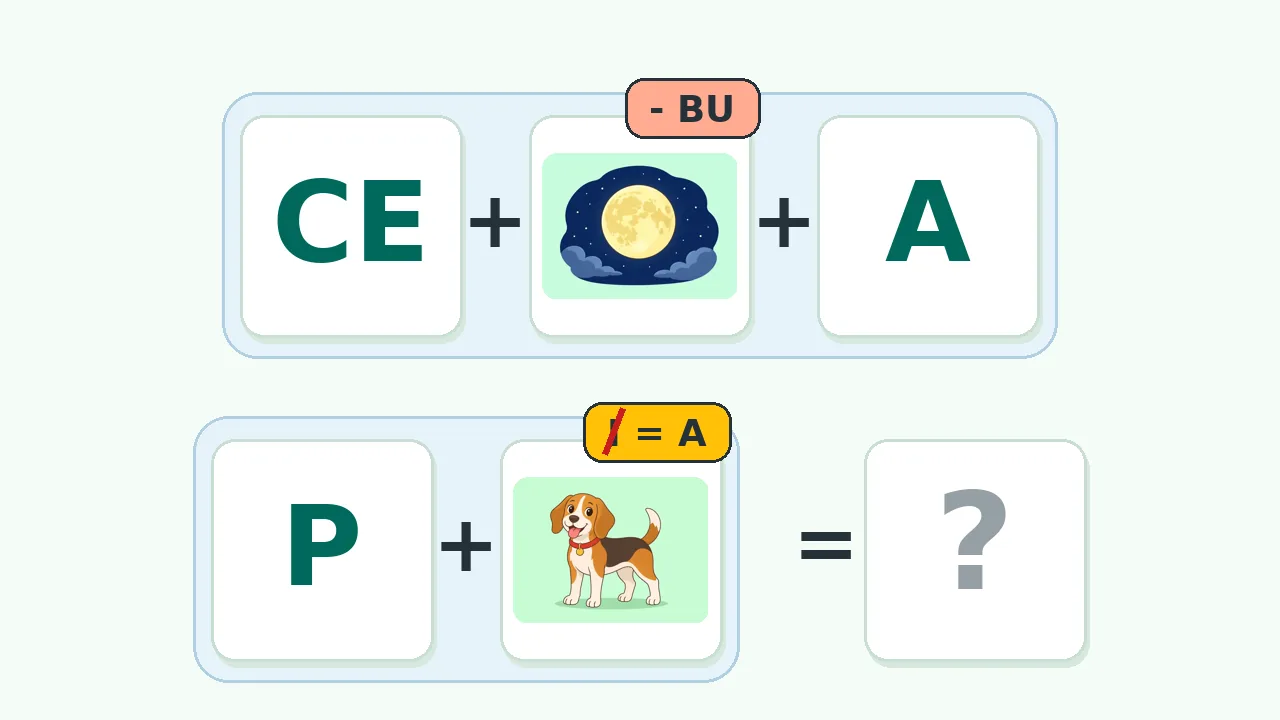 - BU
CE + + A
I = A
P + = ?